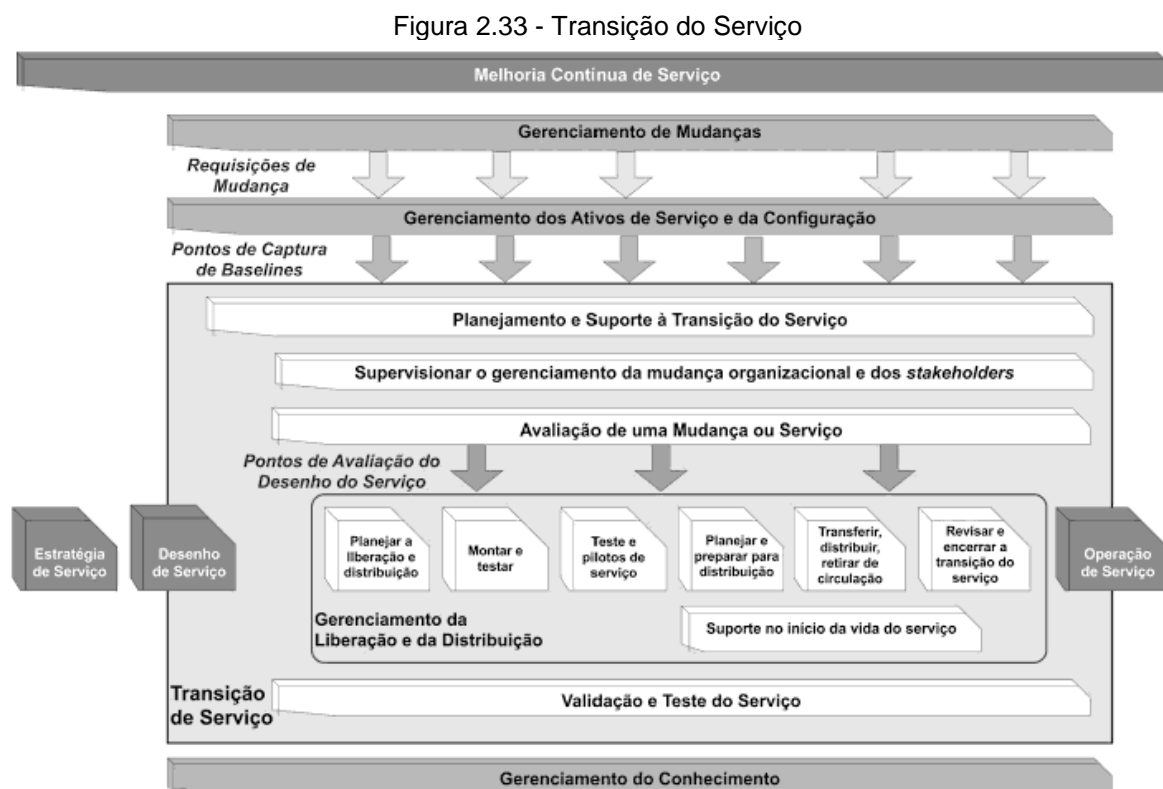 Figura 2.33 - Transição do Serviço
Melhoria Contínua de Serviço
Gerenciamento de Mudanças
Requisições de
Mudança
Gerenciamento dos Ativos de Serviço e da Configuração
Pontos de Captura
de Baselines
Planejamento e Suporte à Transição do Serviço
Supervisionar o gerenciamento da mudança organizacional e dos stakeholders
Avaliação de uma Mudança ou Serviço
Pontos de Avaliação do
Desenho do Serviço
Estratégia
de Serviço
Desenho
de Serviço
Planejar a
liberação e
distribuição
Montar e
testar
Teste e
pilotos de
serviço
Planejar e
preparar para
distribuição
Transferir,
distribuir,
retirar de
circulação
Revisar e
encerrar a
transição do
serviço
Operação
de Serviço
Gerenciamento da
Liberação e da Distribuição
Suporte no início da vida do serviço
Transição
de Serviço
Validação e Teste do Serviço
Gerenciamento do Conhecimento